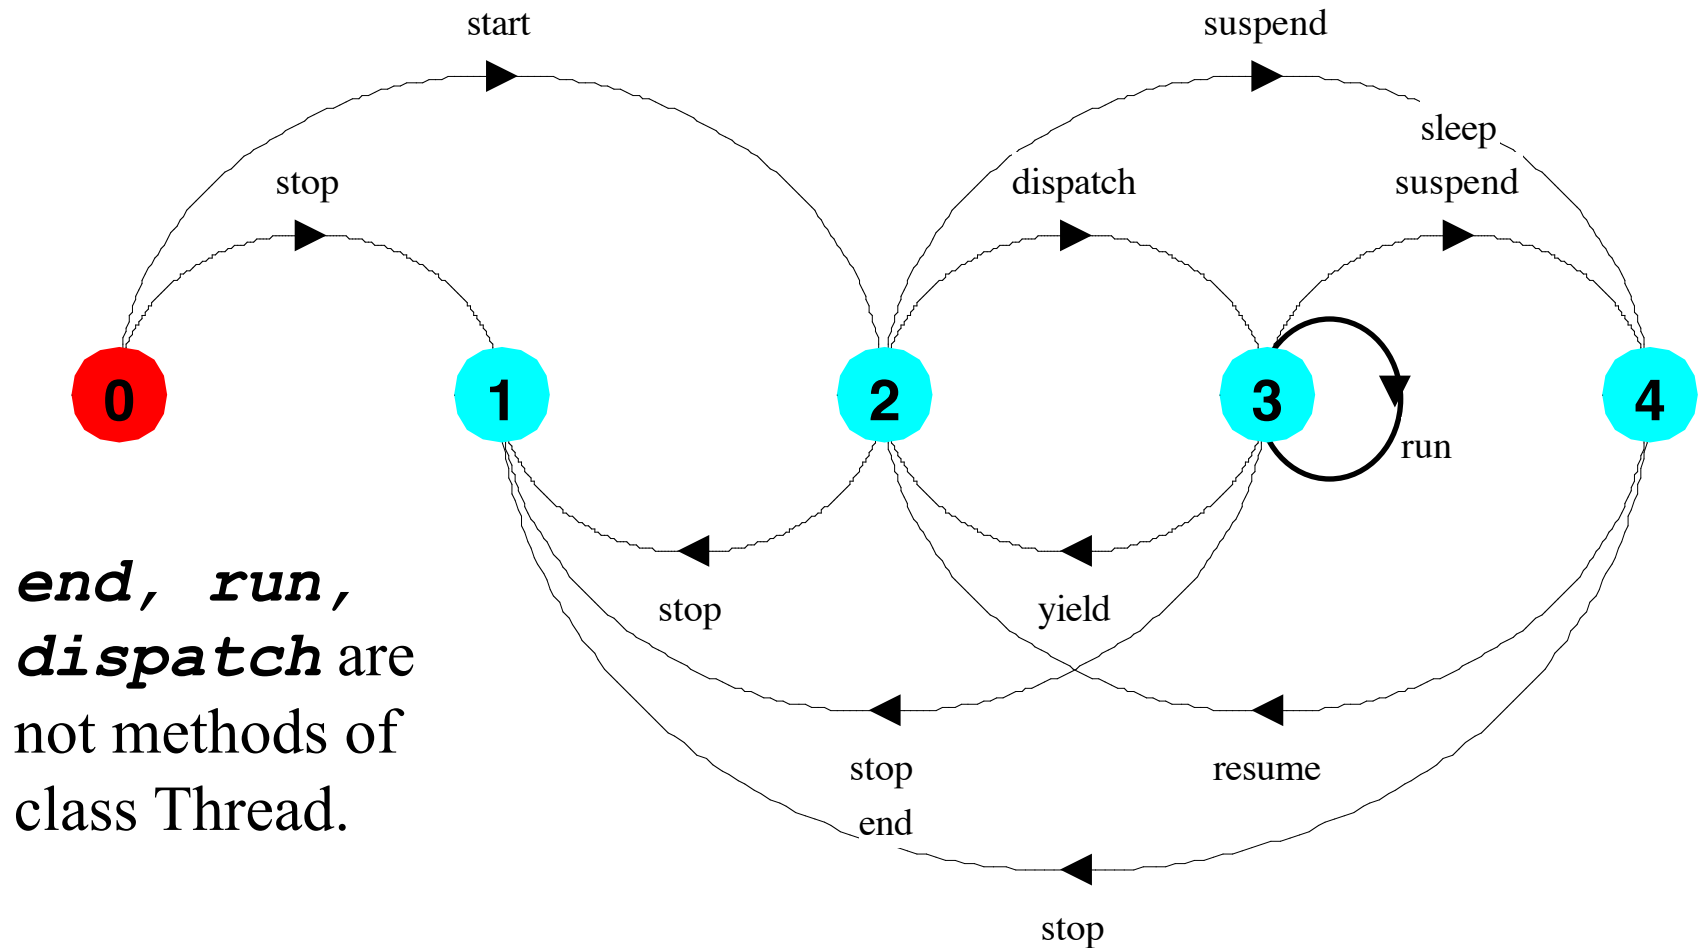 start
suspend
sleep
stop
dispatch
suspend
0
1
2
3
4
run
end, run,
dispatch are
not methods of
class Thread.
stop
yield
stop
end
resume
stop